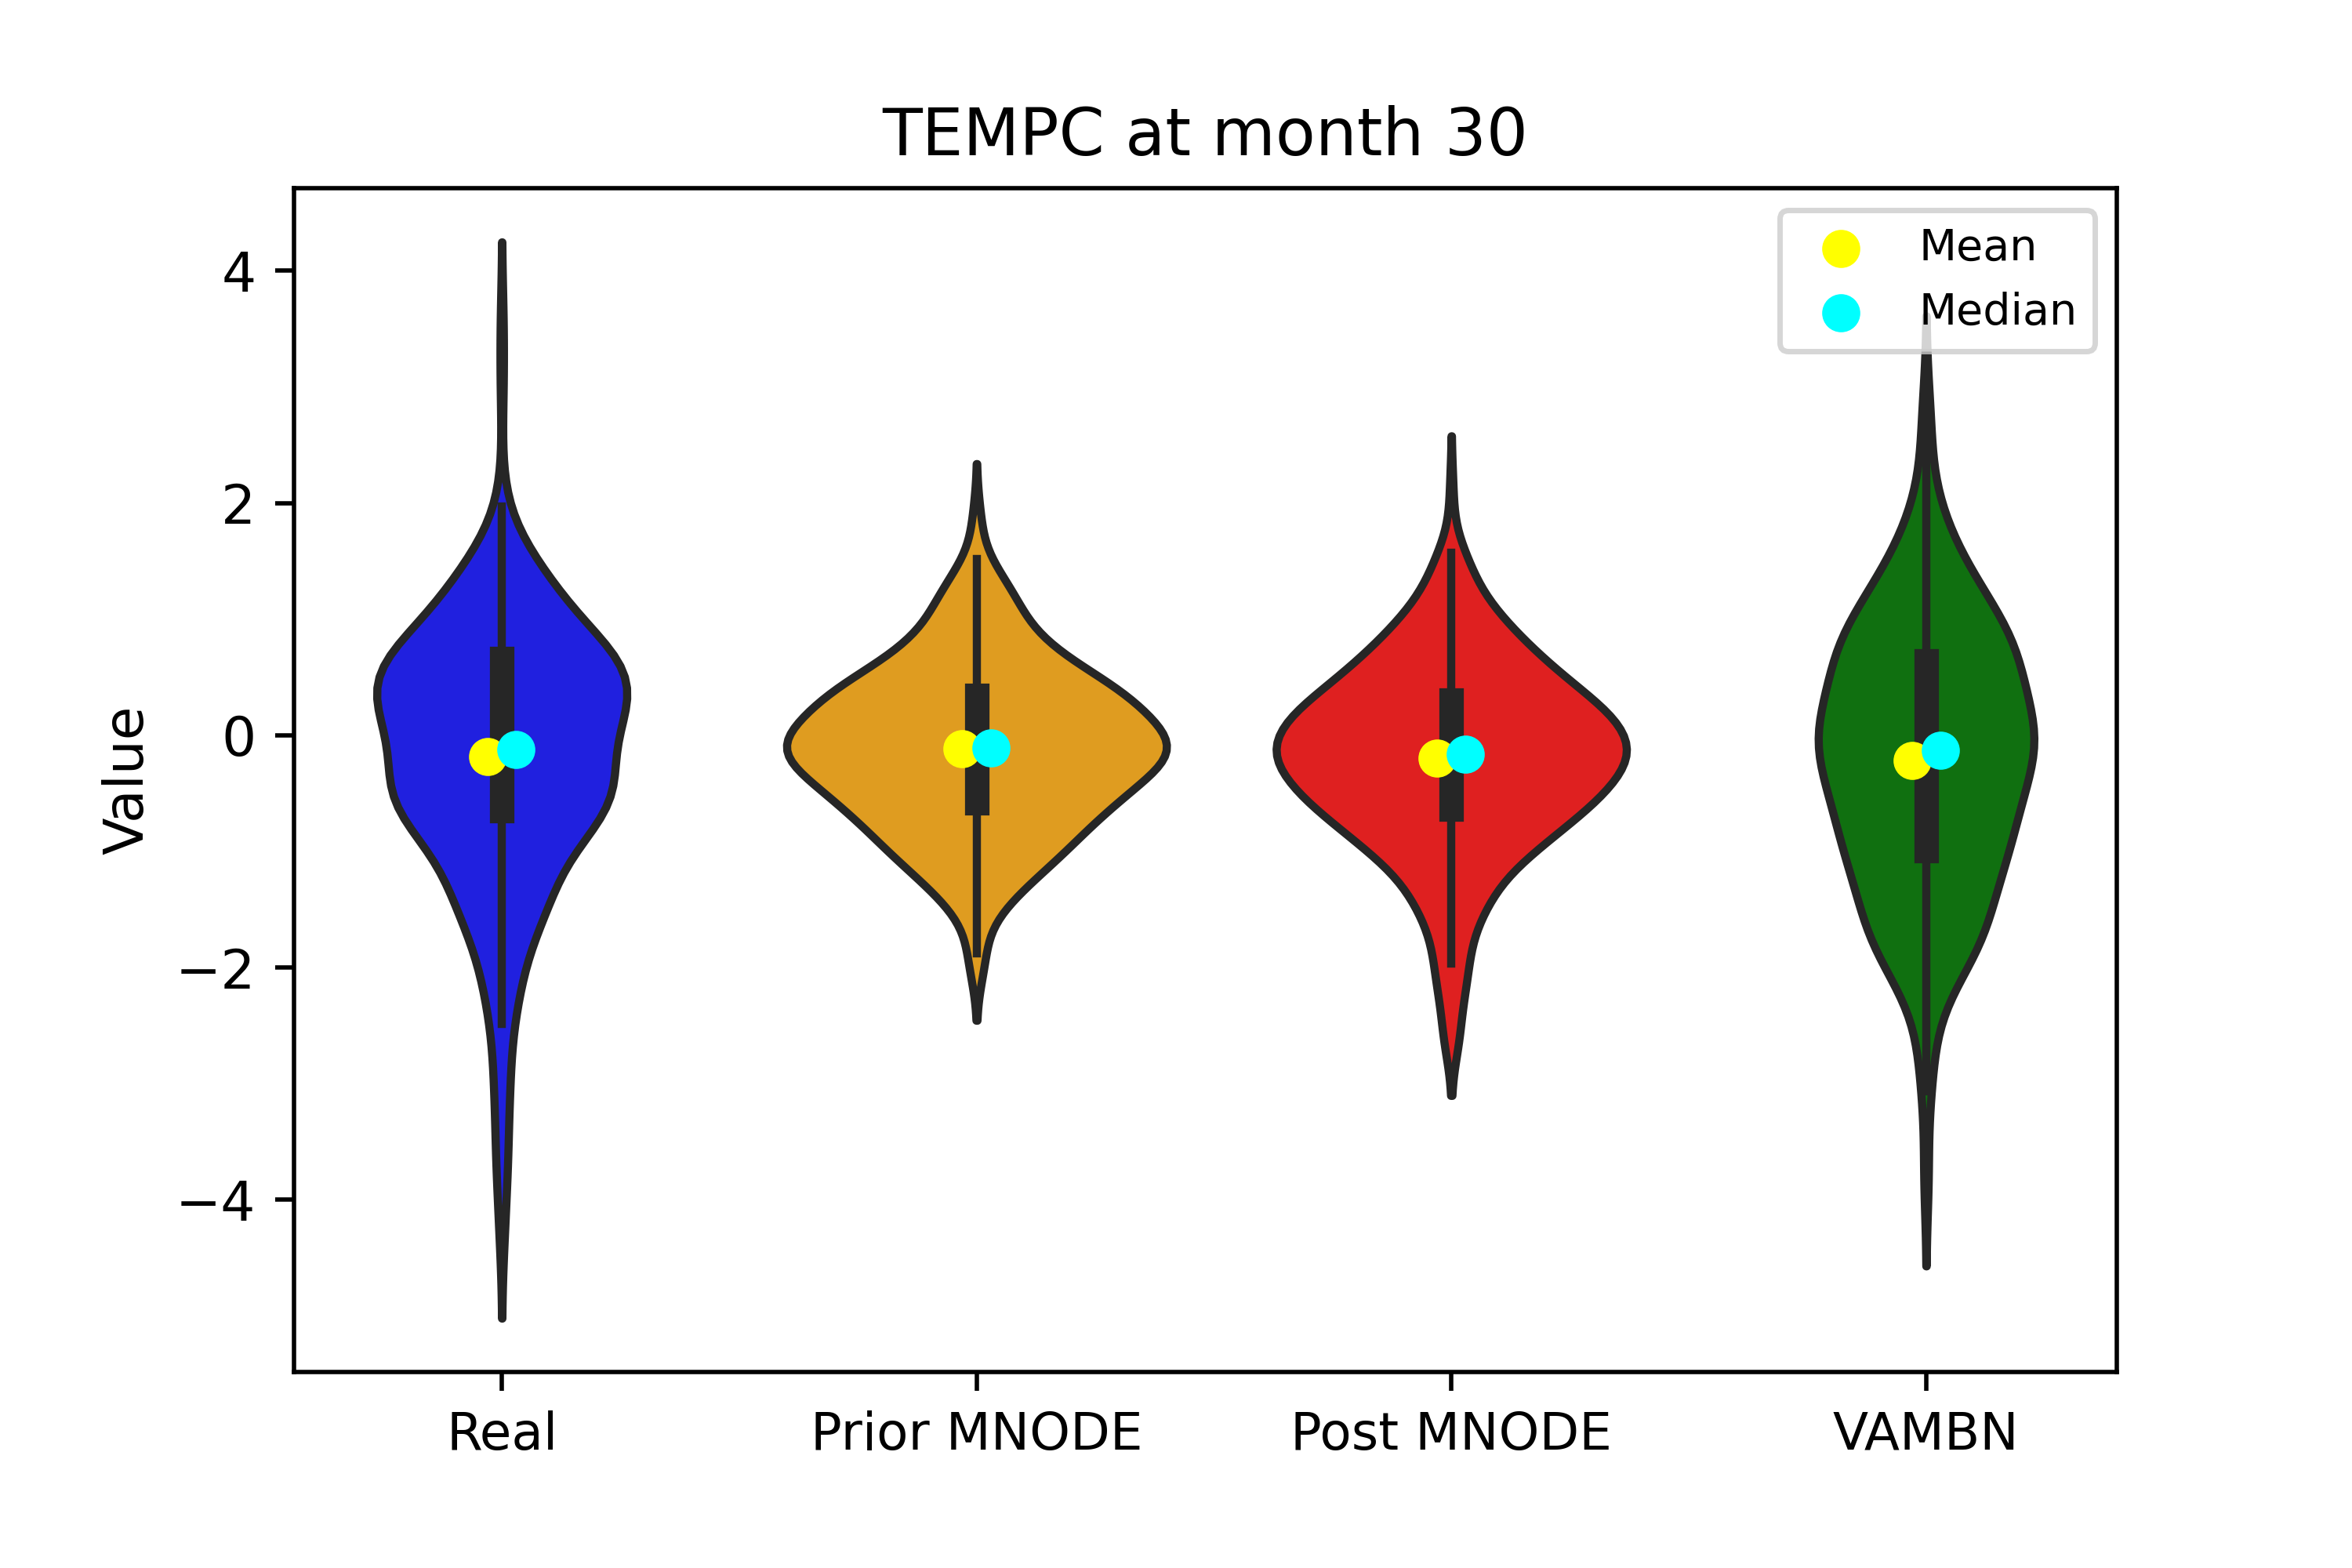 TEMPC at month 30
Mean
Median
4
2
0
−2
−4
Value
Real
Prior MNODE
Post MNODE
VAMBN